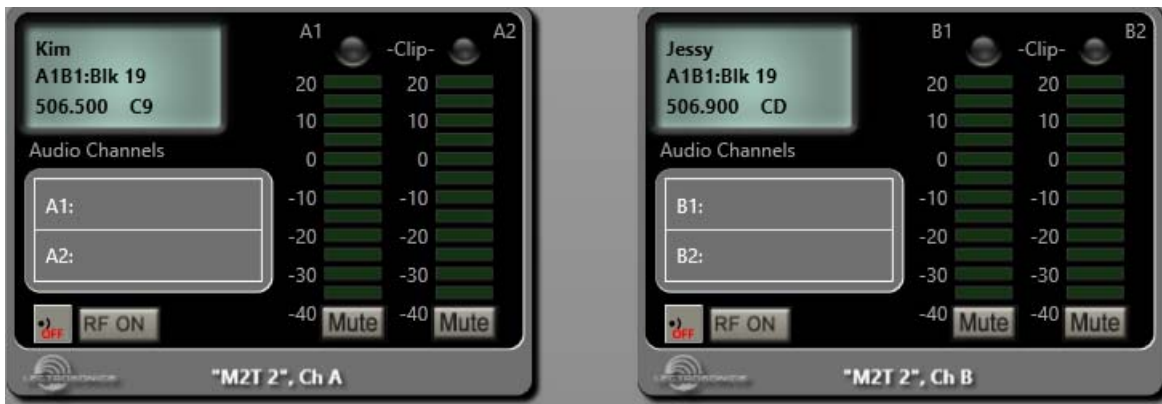 Kim
A1B1:Blk 19
506.500 C9
Audio Channels
A1:
A2:
A1 -Clip- A2
20 20
10 10
0 0
-10 -10
-20 -20
-30 -30
-40 Mute -40 Mute
OFF RF ON
LECTROSONICS
"M2T 2", Ch A
Jessy
A1B1:Blk 19
506.900 CD
Audio Channels
B1:
B2:
B1 -Clip- B2
20 20
10 10
0 0
-10 -10
-20 -20
-30 -30
-40 Mute -40 Mute
OFF RF ON
LECTROSONICS
"M2T 2", Ch B